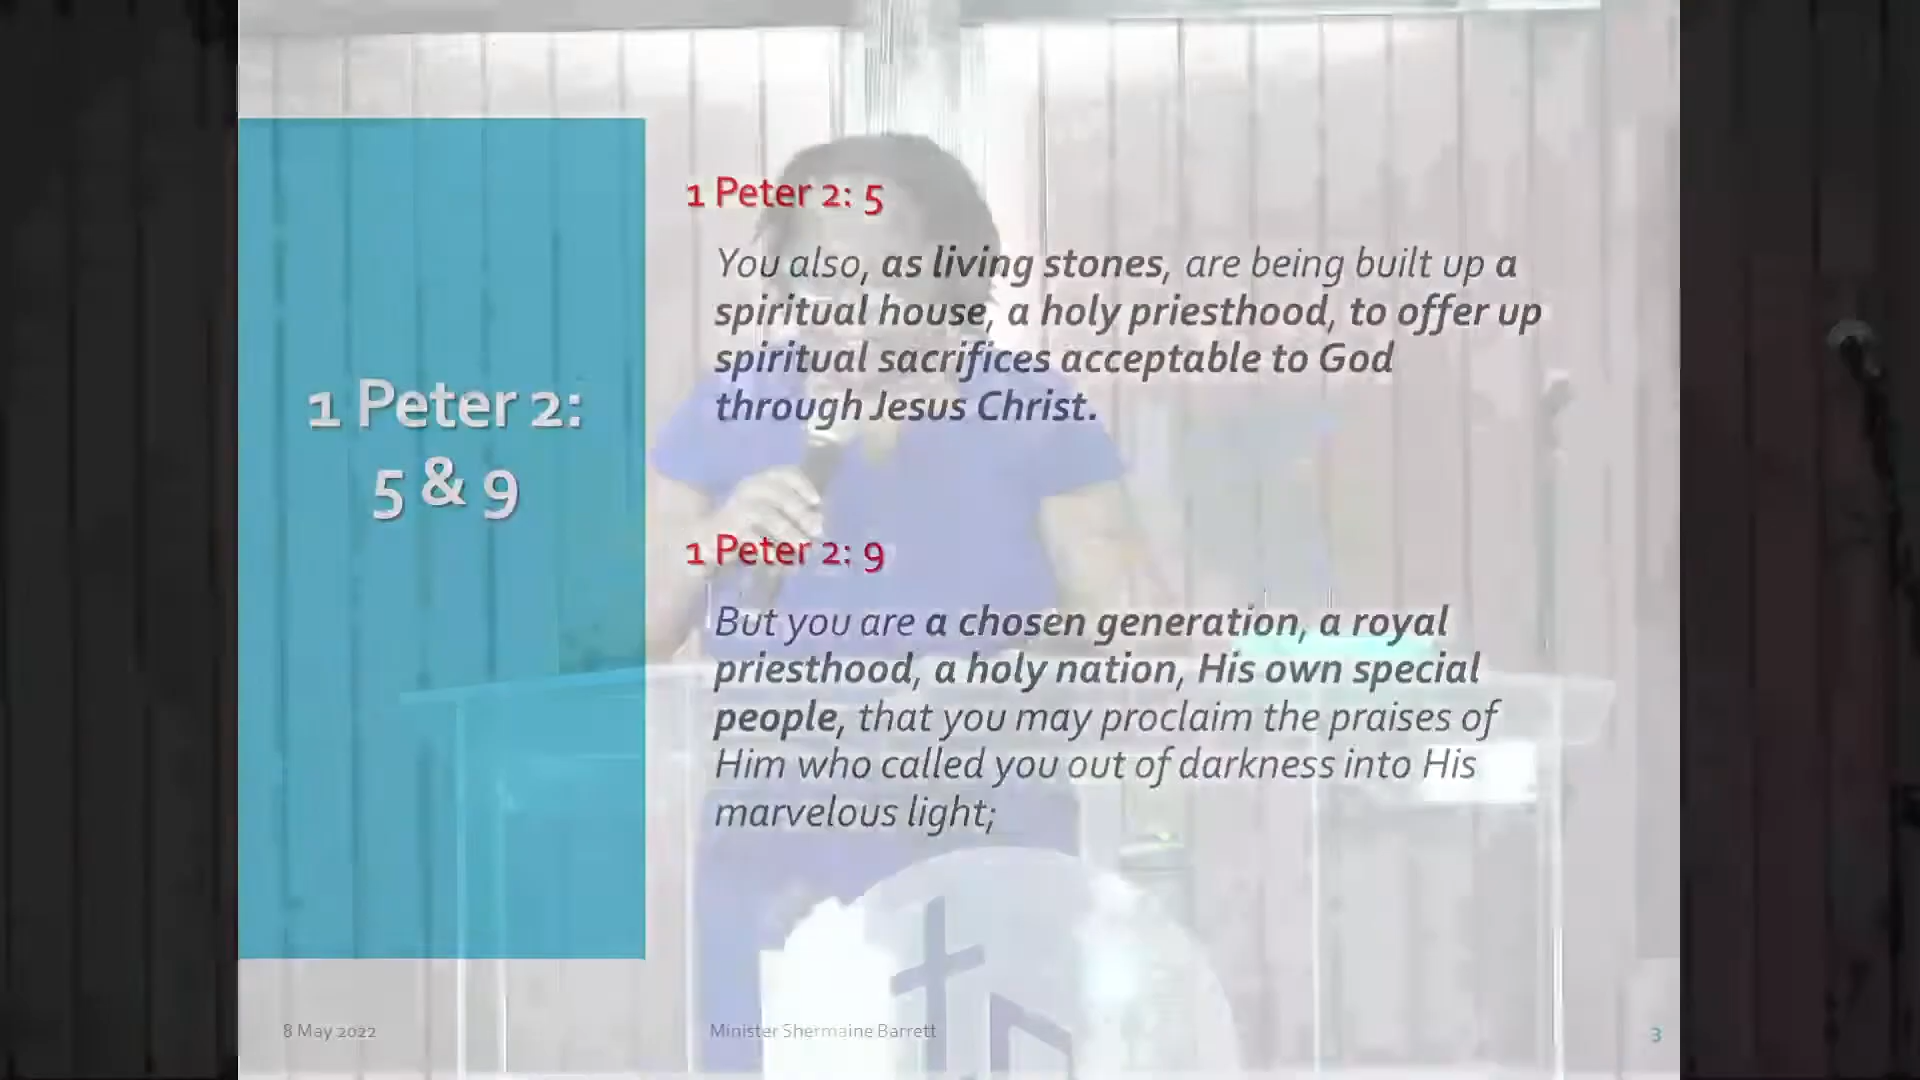 1 Peter 2:
5 & 9
1 Peter 2: 5
You also, as living stones, are being built up a
spiritual house, a holy priesthood, to offer up
spiritual sacrifices acceptable to God
through Jesus Christ.
1 Peter 2: 9
But you are a chosen generation, a royal
priesthood, a holy nation, His own special
people, that you may proclaim the praises of
Him who called you out of darkness into His
marvelous light;
8 May 2022
Minister Shermaine Barrett
3